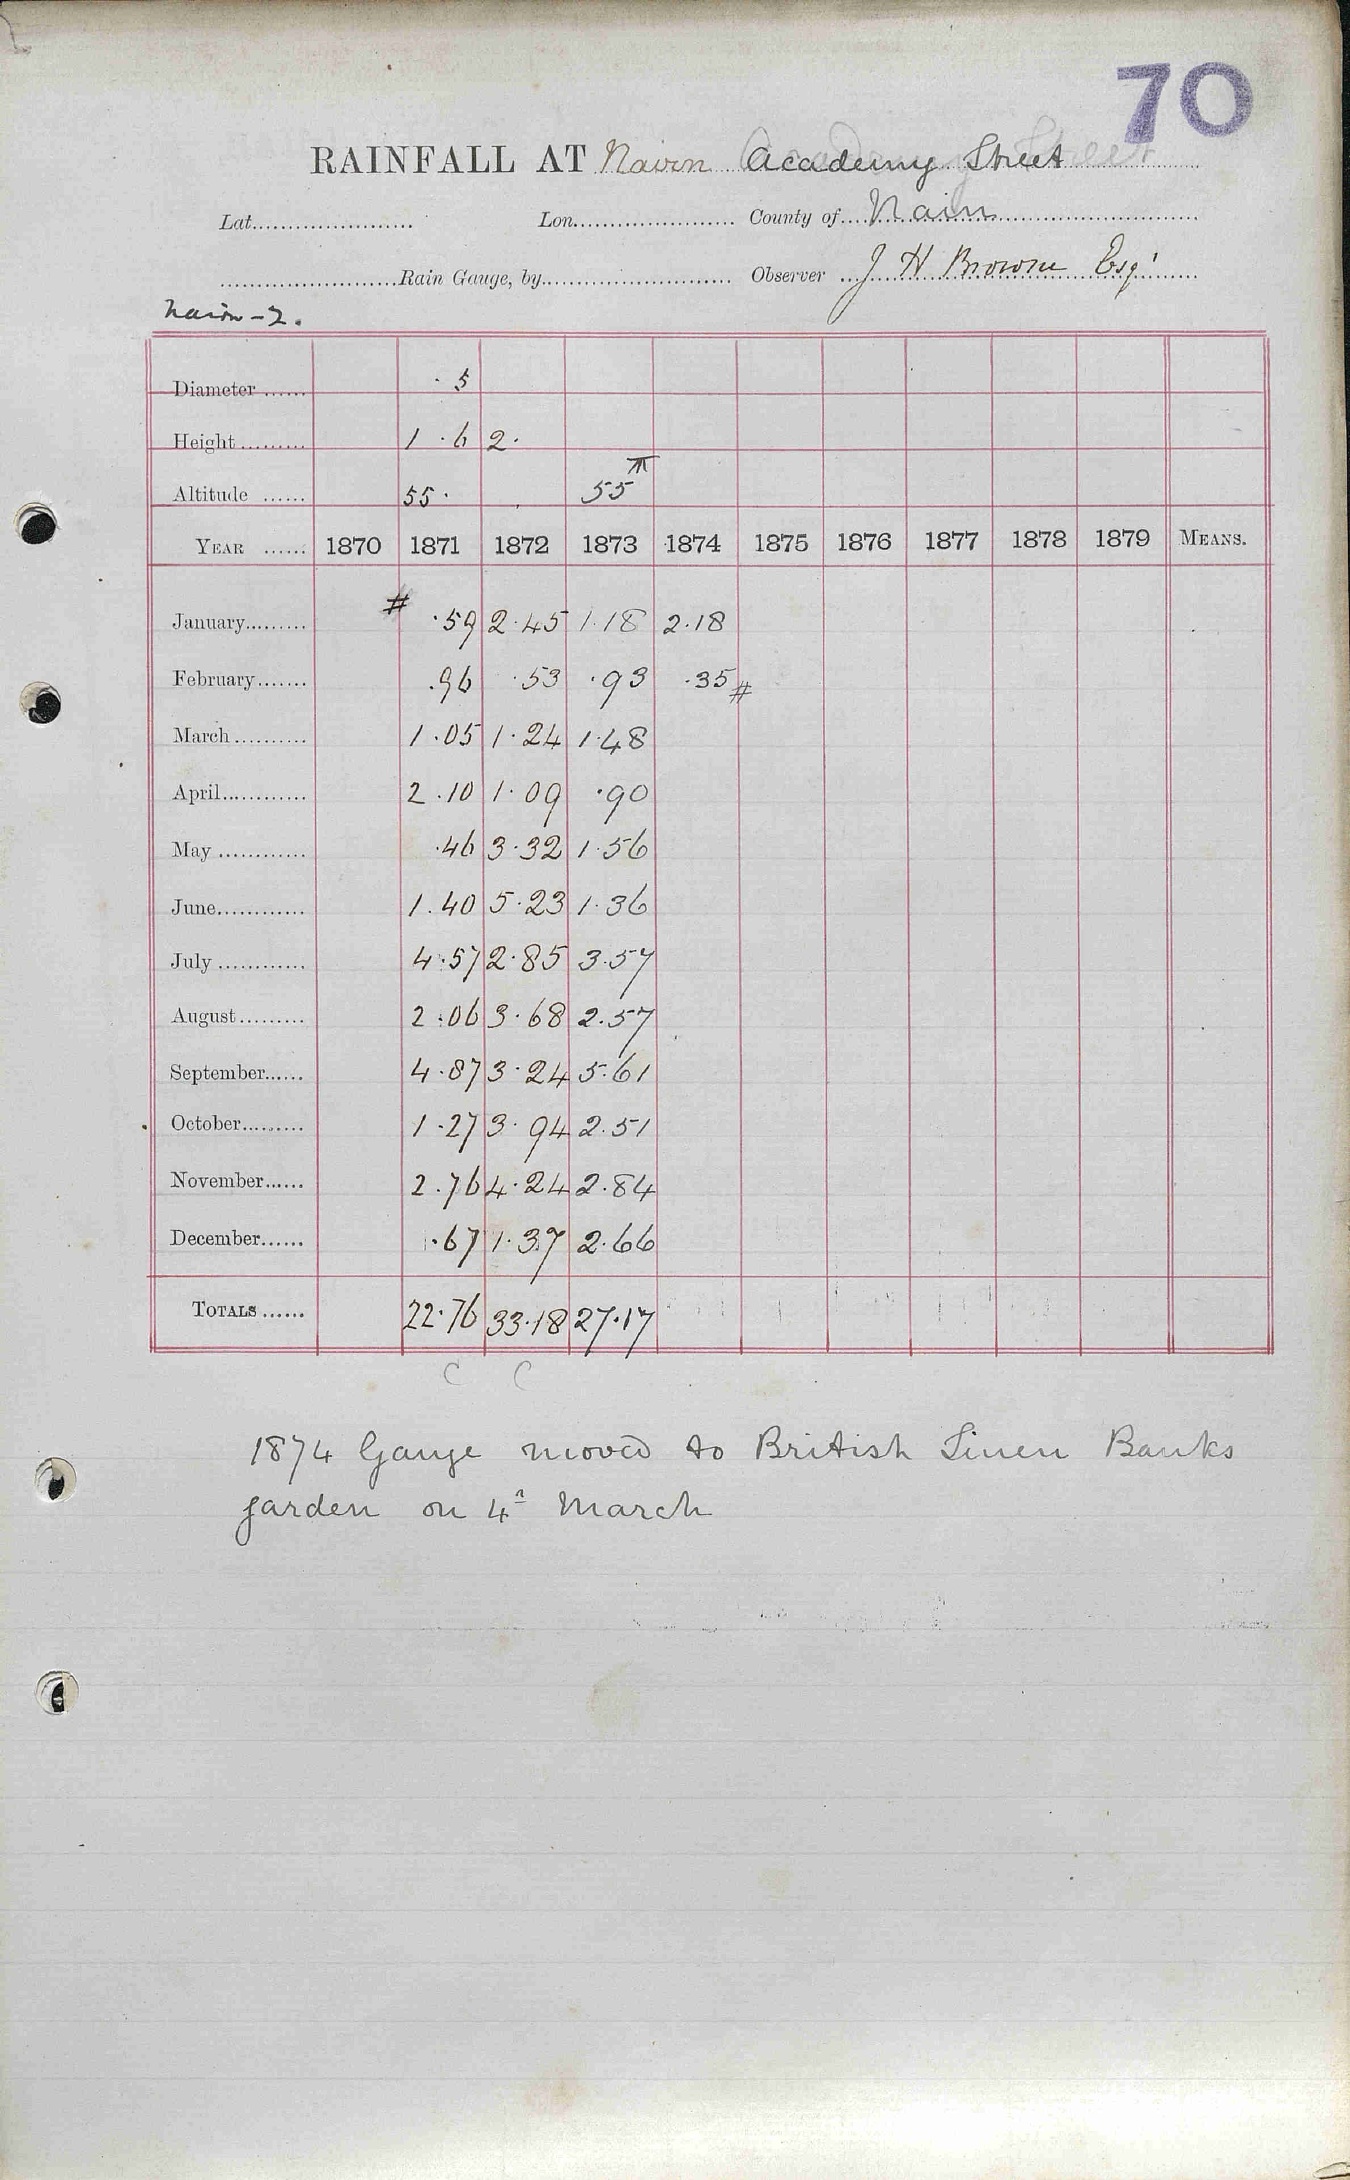 70
RAINFALL AT Nairn Academy Street
Lat...................... Lon...................... County of....Nairn
........................Rain Gauge, by......................... Observer ...J H Browne Esqr
Nairn-2.
Diameter ...... ·5
Height......... 1 ·6 2·
Altitude ...... 55· 55
YEAR ...... 1870 1871 1872 1873 1874 1875 1876 1877 1878 1879 MEANS.
January......... # ·59 2·45 1·18 2·18
February....... ·96 ·53 ·93 ·35 #
March.......... 1·05 1·24 1·48
April............ 2·10 1·09 ·90
May ............ ·46 3·32 1·56
June............ 1·40 5·23 1·36
July ............ 4·57 2·85 3·57
August......... 2·06 3·68 2·57
September...... 4·87 3·24 5·61
October......... 1·27 3·94 2·51
November...... 2·76 4·24 2·84
December...... ·67 1·37 2·66
TOTALS ...... 22·76 33·18 27·17
C C
1874 Gauge moved to British Linen Banks
garden on 4th March